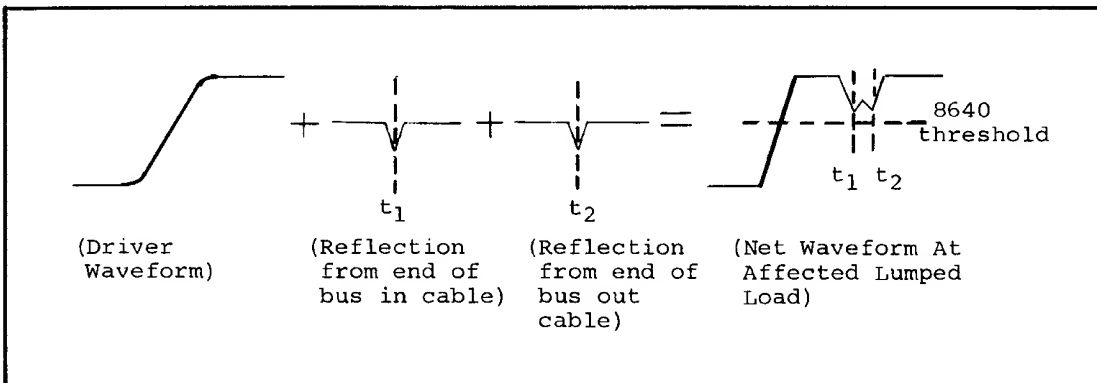 + + =
8640
threshold
t1 t2 t1 t2
(Driver
Waveform)
(Reflection
from end of
bus in cable)
(Reflection
from end of
bus out
cable)
(Net Waveform At
Affected Lumped
Load)